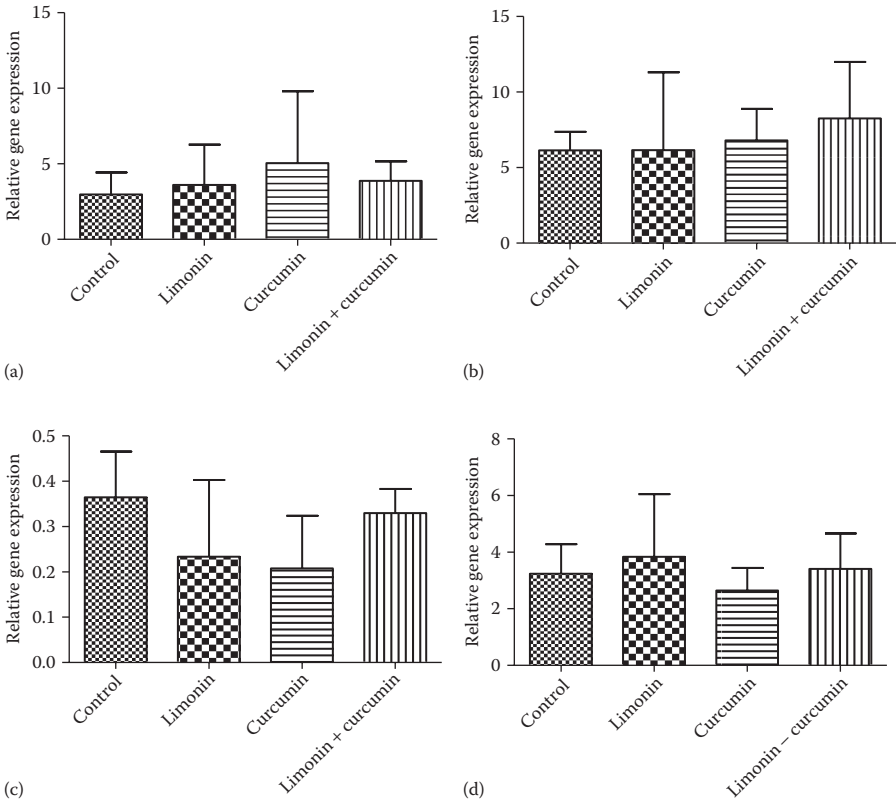 15
10
5
0
Relative gene expression
Control
Limonin
Curcumin
Limonin + curcumin
(a)
15
10
5
0
Relative gene expression
Control
Limonin
Curcumin
Limonin + curcumin
(b)
0.5
0.4
0.3
0.2
0.1
0.0
Relative gene expression
Control
Limonin
Curcumin
Limonin + curcumin
(c)
8
6
4
2
0
Relative gene expression
Control
Limonin
Curcumin
Limonin – curcumin
(d)